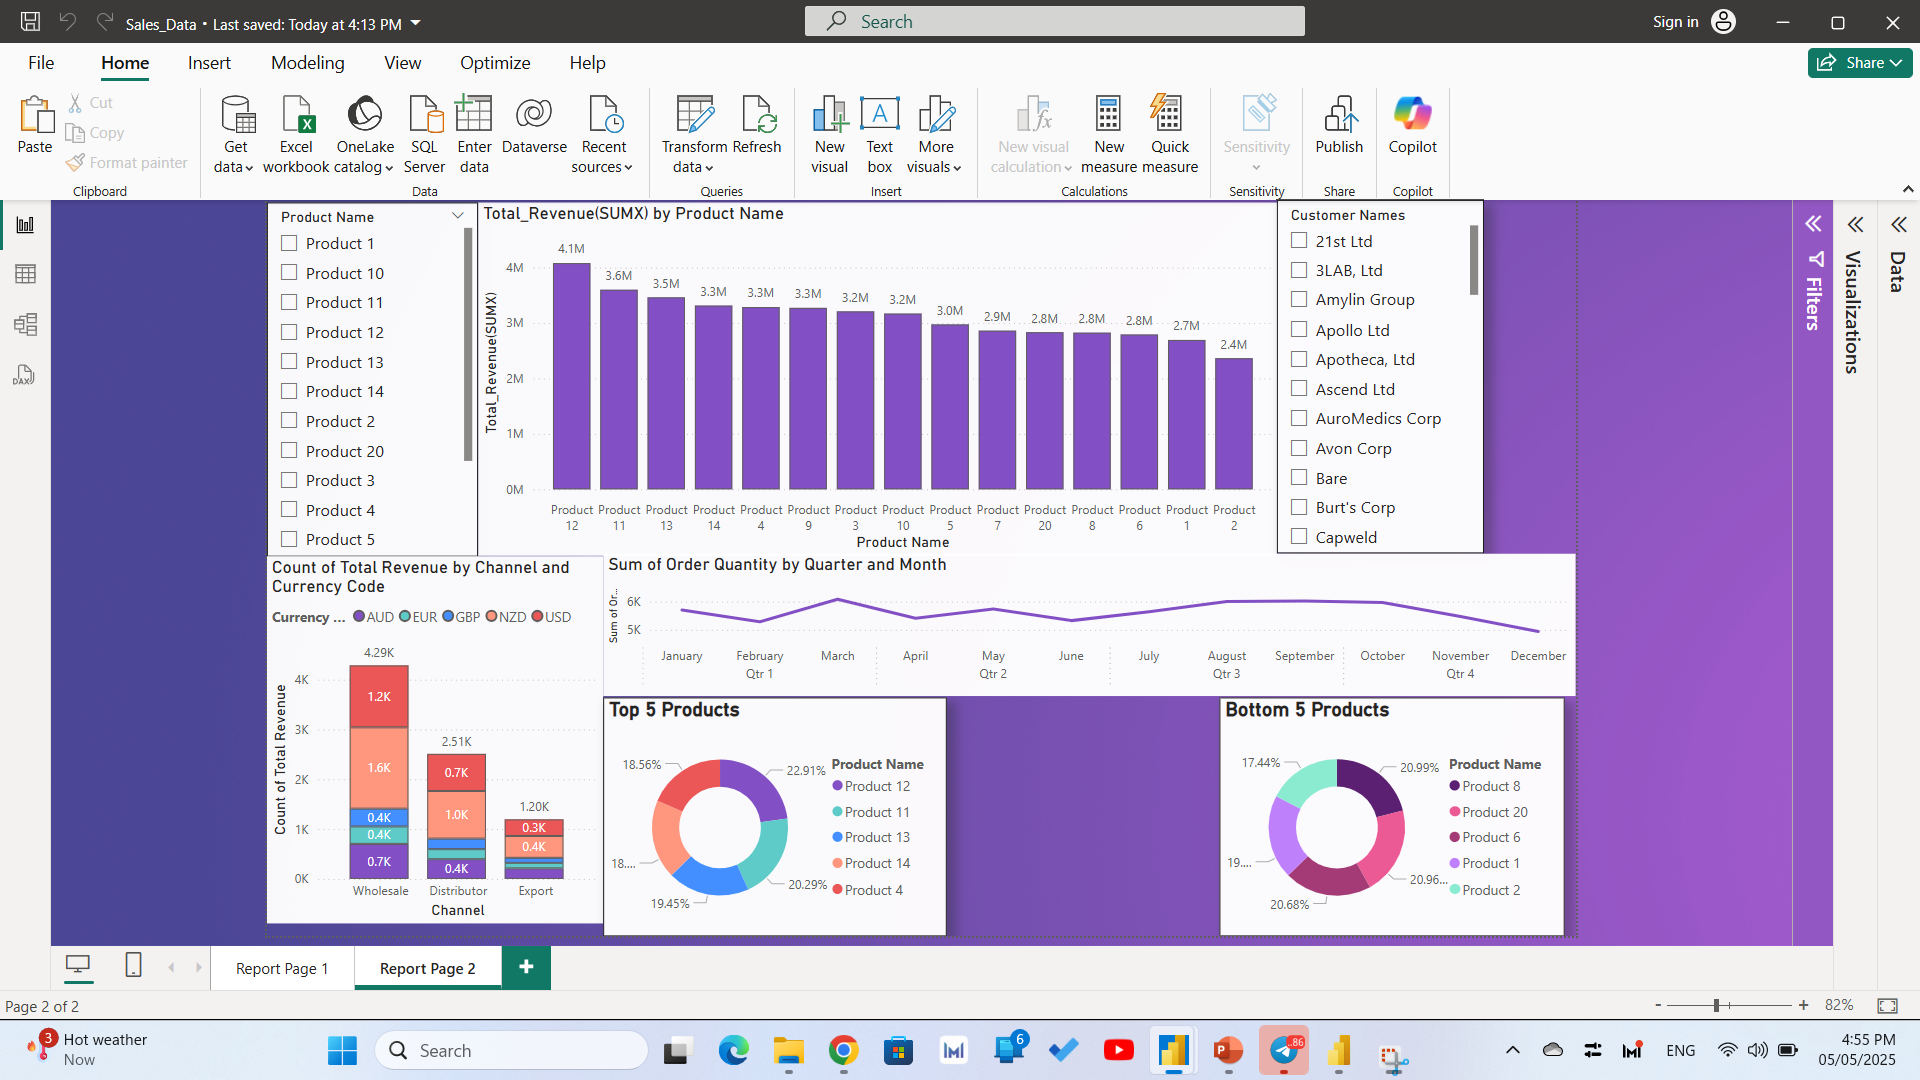 Sales_Data • Last saved: Today at 4:13 PM
Search
Sign in
File Home Insert Modeling View Optimize Help
Share
Paste
Cut
Copy
Format painter
Clipboard
Get data
Excel workbook
OneLake catalog
SQL Server
Enter data
Dataverse
Recent sources
Data
Transform data
Refresh
Queries
New visual
Text box
More visuals
Insert
New visual calculation
New measure
Quick measure
Calculations
Sensitivity
Sensitivity
Publish
Share
Copilot
Copilot
DAX
Product Name
Product 1
Product 10
Product 11
Product 12
Product 13
Product 14
Product 2
Product 20
Product 3
Product 4
Product 5
Total_Revenue(SUMX) by Product Name
Total_Revenue(SUMX)
4M
3M
2M
1M
0M
4.1M 3.6M 3.5M 3.3M 3.3M 3.3M 3.2M 3.2M 3.0M 2.9M 2.8M 2.8M 2.8M 2.7M 2.4M
Product 12 Product 11 Product 13 Product 14 Product 4 Product 9 Product 3 Product 10 Product 5 Product 7 Product 20 Product 8 Product 6 Product 1 Product 2
Product Name
Customer Names
21st Ltd
3LAB, Ltd
Amylin Group
Apollo Ltd
Apotheca, Ltd
Ascend Ltd
AuroMedics Corp
Avon Corp
Bare
Burt's Corp
Capweld
Filters
Visualizations
Data
Count of Total Revenue by Channel and
Currency Code
Currency ... AUD EUR GBP NZD USD
Count of Total Revenue
4K
3K
2K
1K
0K
4.29K
1.2K
1.6K
0.4K
0.4K
0.7K
2.51K
0.7K
1.0K
0.4K
1.20K
0.3K
0.4K
Wholesale Distributor Export
Channel
Sum of Order Quantity by Quarter and Month
Sum of Or...
6K
5K
January February March April May June July August September October November December
Qtr 1 Qtr 2 Qtr 3 Qtr 4
Top 5 Products
18.56%
22.91%
18....
20.29%
19.45%
Product Name
Product 12
Product 11
Product 13
Product 14
Product 4
Bottom 5 Products
17.44%
20.99%
19....
20.96...
20.68%
Product Name
Product 8
Product 20
Product 6
Product 1
Product 2
Report Page 1
Report Page 2
+
Page 2 of 2
- + 82%
3
Hot weather
Now
Search
6
..86
ENG
4:55 PM
05/05/2025